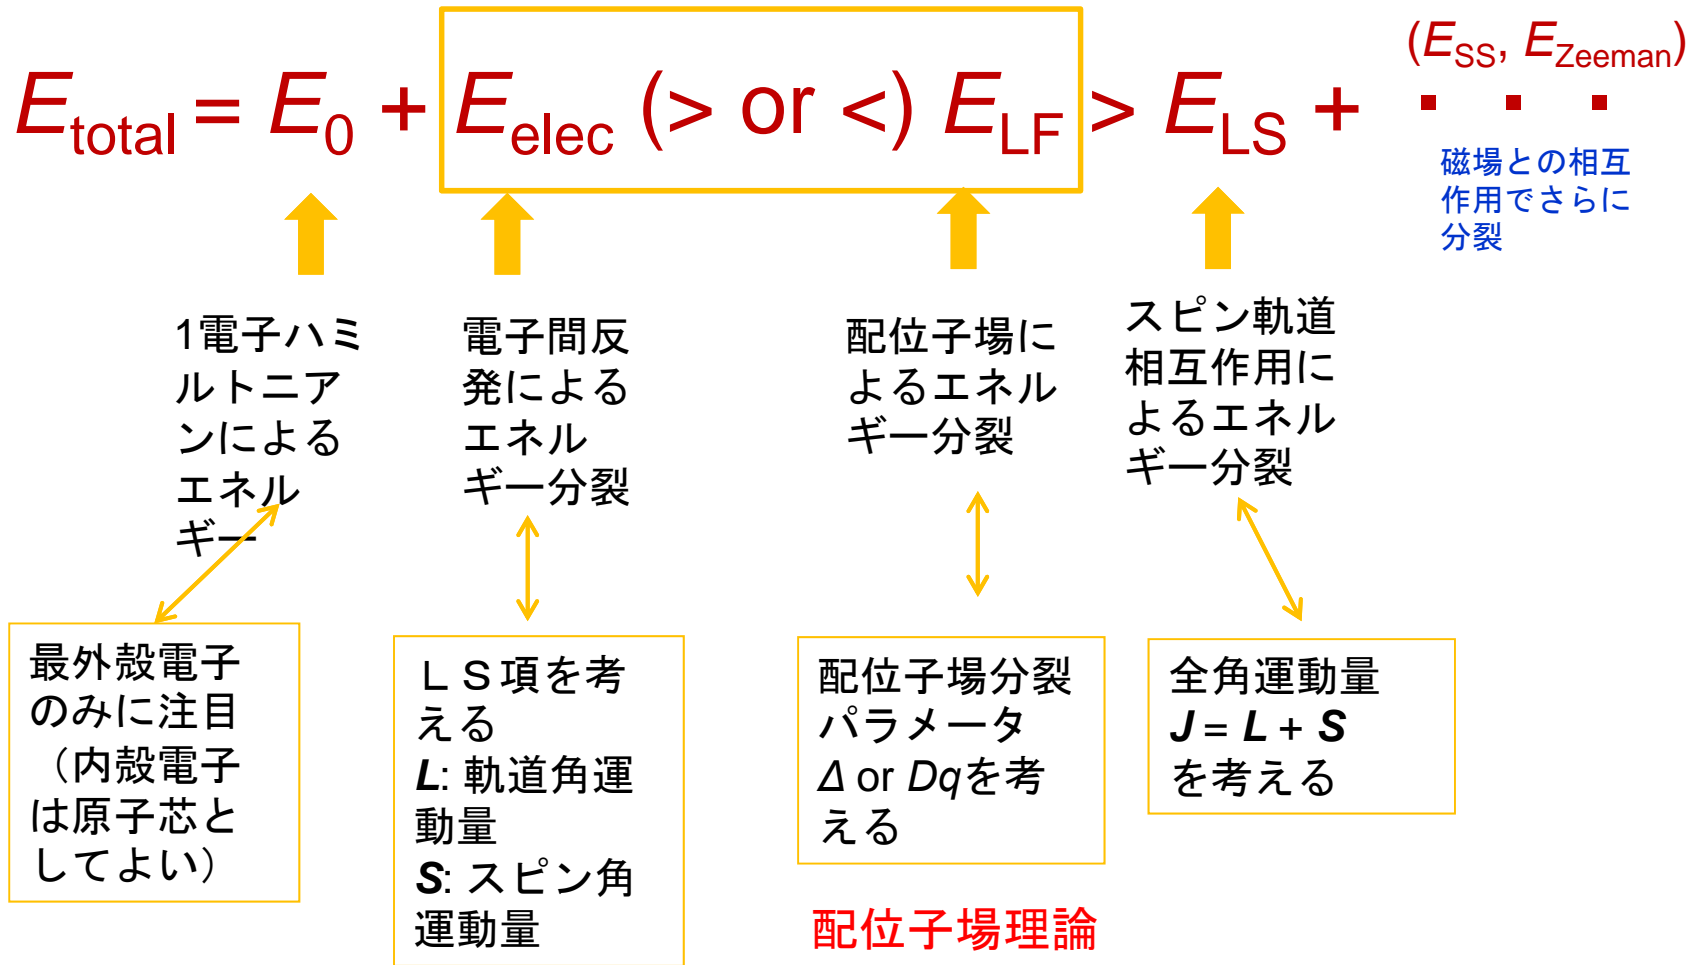 (E_SS, E_Zeeman)
E_total = E_0 + E_elec (> or <) E_LF > E_LS + ▪ ▪ ▪
磁場との相互
作用でさらに
分裂
1電子ハミ
ルトニア
ンによる
エネル
ギー
電子間反
発による
エネル
ギー分裂
配位子場に
よるエネル
ギー分裂
スピン軌道
相互作用に
よるエネル
ギー分裂
最外殻電子
のみに注目
（内殻電子
は原子芯と
してよい）
ＬＳ項を考
える
L: 軌道角運
動量
S: スピン角
運動量
配位子場分裂
パラメータ
Δ or Dqを考
える
全角運動量
J = L + S
を考える
配位子場理論